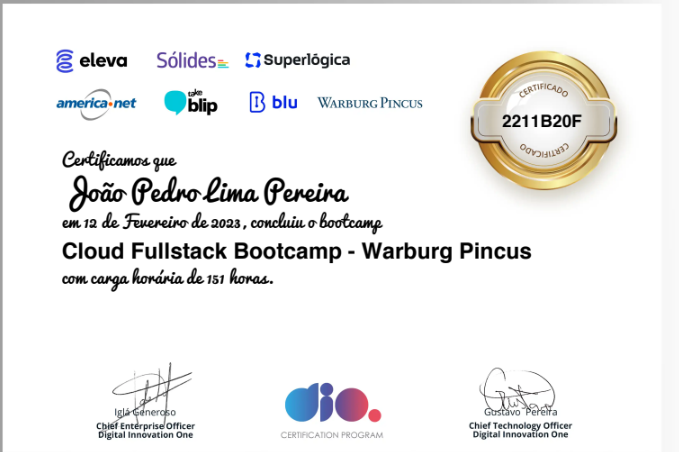 eleva
Sólides
Superlógica
america·net
take blip
blu
WARBURG PINCUS
CERTIFICADO
2211B20F
CERTIFICADO
Certificamos que
João Pedro Lima Pereira
em 12 de Fevereiro de 2023, concluiu o bootcamp
Cloud Fullstack Bootcamp - Warburg Pincus
com carga horária de 151 horas.
Iglá Generoso
Chief Enterprise Officer
Digital Innovation One
dio.
CERTIFICATION PROGRAM
Gustavo Pereira
Chief Technology Officer
Digital Innovation One